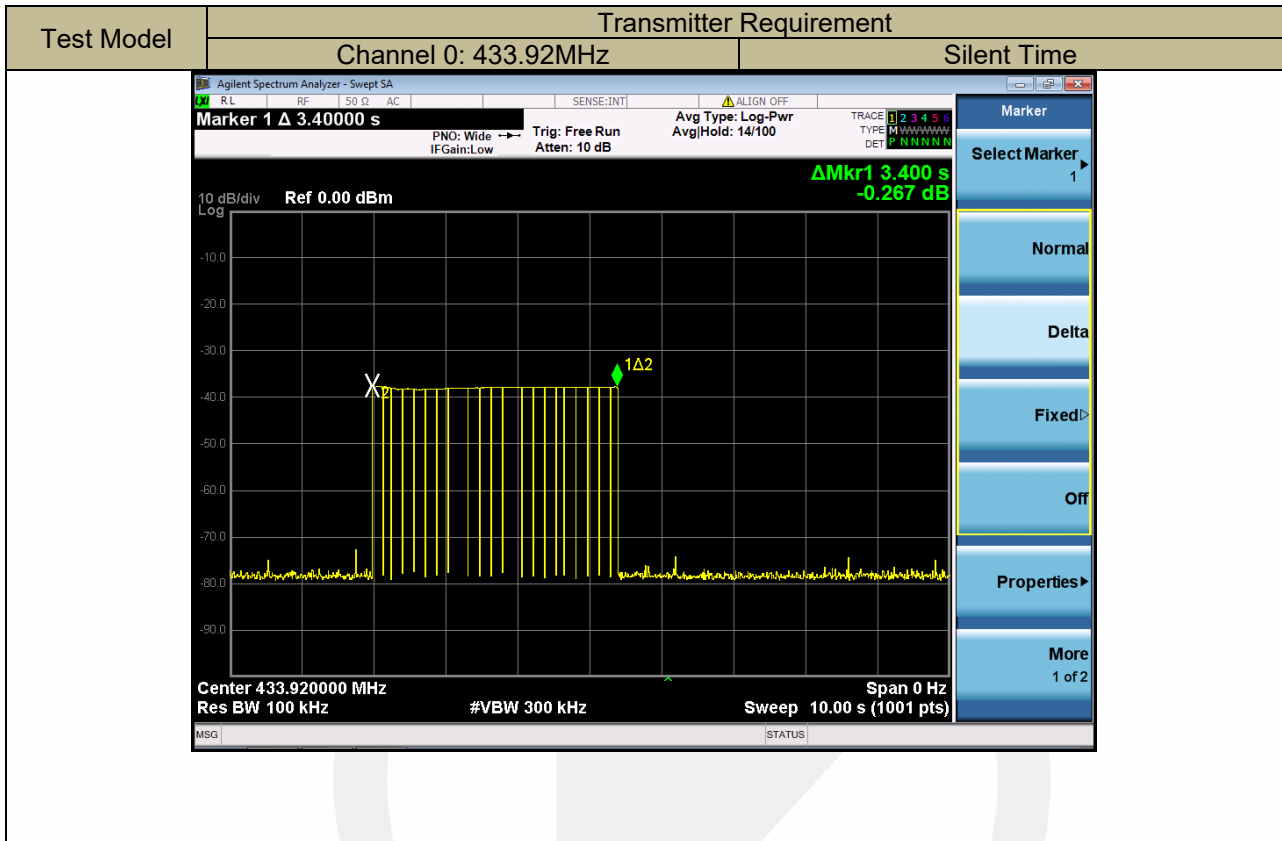 Test Model
Transmitter Requirement
Channel 0: 433.92MHz
Silent Time
Agilent Spectrum Analyzer - Swept SA
LXI RL RF 50 Ω AC SENSE:INT ALIGN OFF
Marker 1 Δ 3.40000 s
PNO: Wide
IFGain:Low
Trig: Free Run
Atten: 10 dB
Avg Type: Log-Pwr
Avg|Hold: 14/100
TRACE 1 2 3 4 5 6
TYPE M WWWWW
DET P N N N N N
ΔMkr1 3.400 s
-0.267 dB
10 dB/div Ref 0.00 dBm
Log
-10.0
-20.0
-30.0
-40.0
-50.0
-60.0
-70.0
-80.0
-90.0
1Δ2
X2
Center 433.920000 MHz Span 0 Hz
Res BW 100 kHz #VBW 300 kHz Sweep 10.00 s (1001 pts)
MSG STATUS
Marker
Select Marker
1
Normal
Delta
Fixed
Off
Properties
More
1 of 2